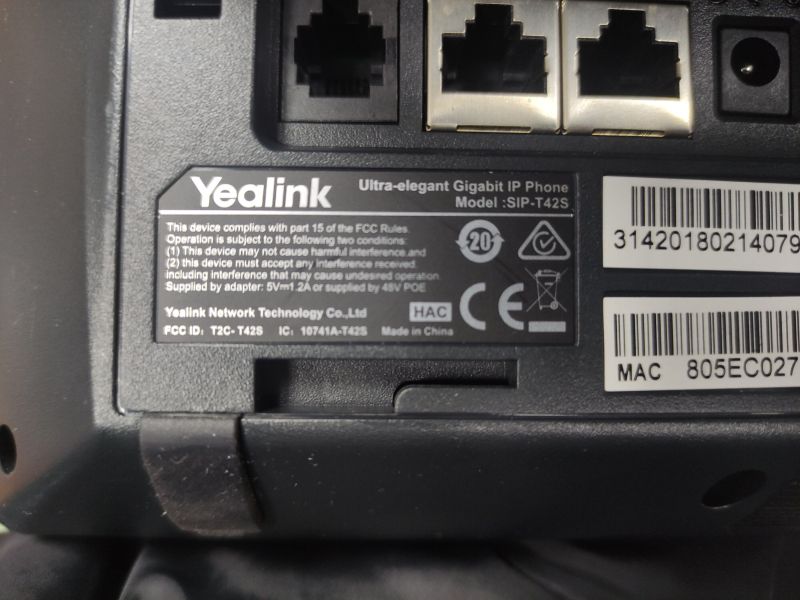 Yealink
Ultra-elegant Gigabit IP Phone
Model :SIP-T42S
This device complies with part 15 of the FCC Rules.
Operation is subject to the following two conditions:
(1) This device may not cause harmful interference,and
(2) this device must accept any interference received,
including interference that may cause undesired operation.
Supplied by adapter: 5V⎓1.2A or supplied by 48V POE
20
Yealink Network Technology Co.,Ltd
HAC
CE
FCC ID: T2C- T42S IC: 10741A-T42S Made in China
31420180214079
MAC 805EC027